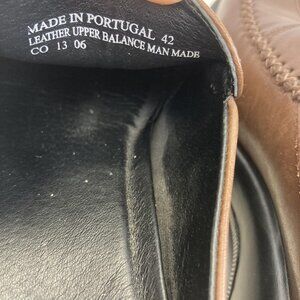 MADE IN PORTUGAL 42
LEATHER UPPER BALANCE MAN MADE
CO 13 06